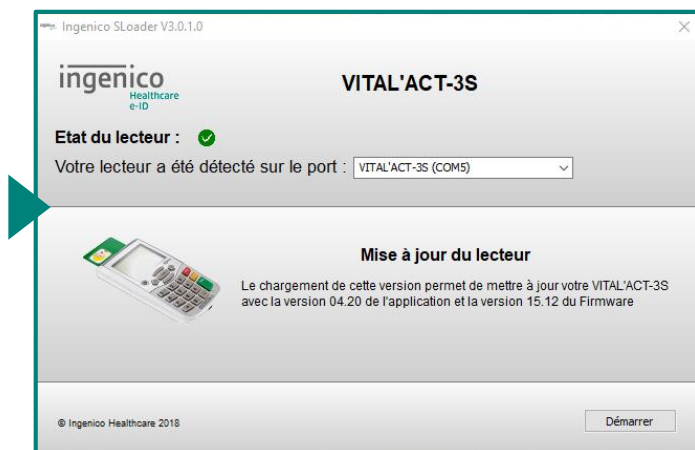 Ingenico SLoader V3.0.1.0
ingenico
Healthcare
e-ID
VITAL'ACT-3S
Etat du lecteur :
Votre lecteur a été détecté sur le port : VITAL'ACT-3S (COM5)
Mise à jour du lecteur
Le chargement de cette version permet de mettre à jour votre VITAL'ACT-3S
avec la version 04.20 de l'application et la version 15.12 du Firmware
© Ingenico Healthcare 2018
Démarrer